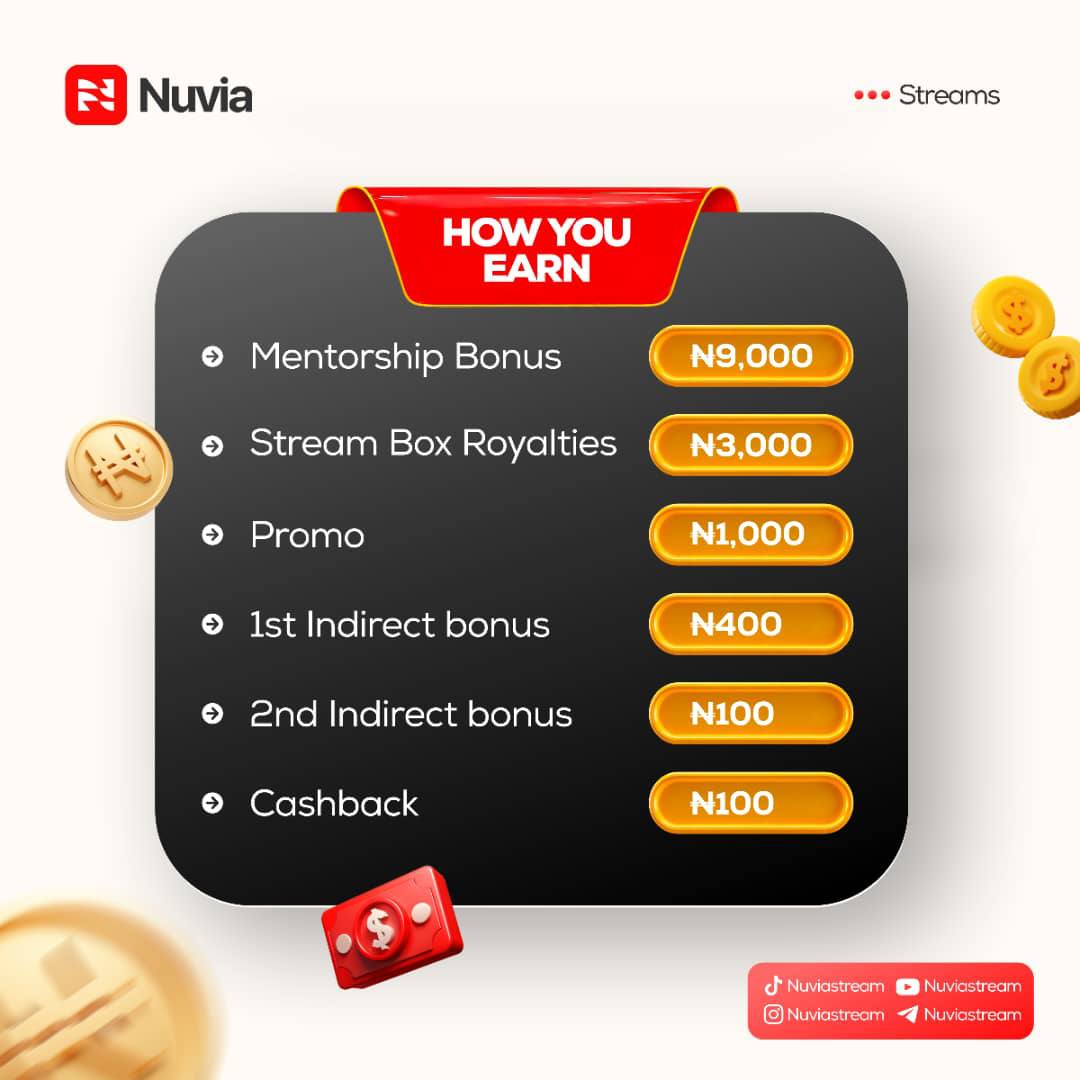 Nuvia
Streams
HOW YOU
EARN
Mentorship Bonus ₦9,000
Stream Box Royalties ₦3,000
Promo ₦1,000
1st Indirect bonus ₦400
2nd Indirect bonus ₦100
Cashback ₦100
Nuviastream Nuviastream
Nuviastream Nuviastream